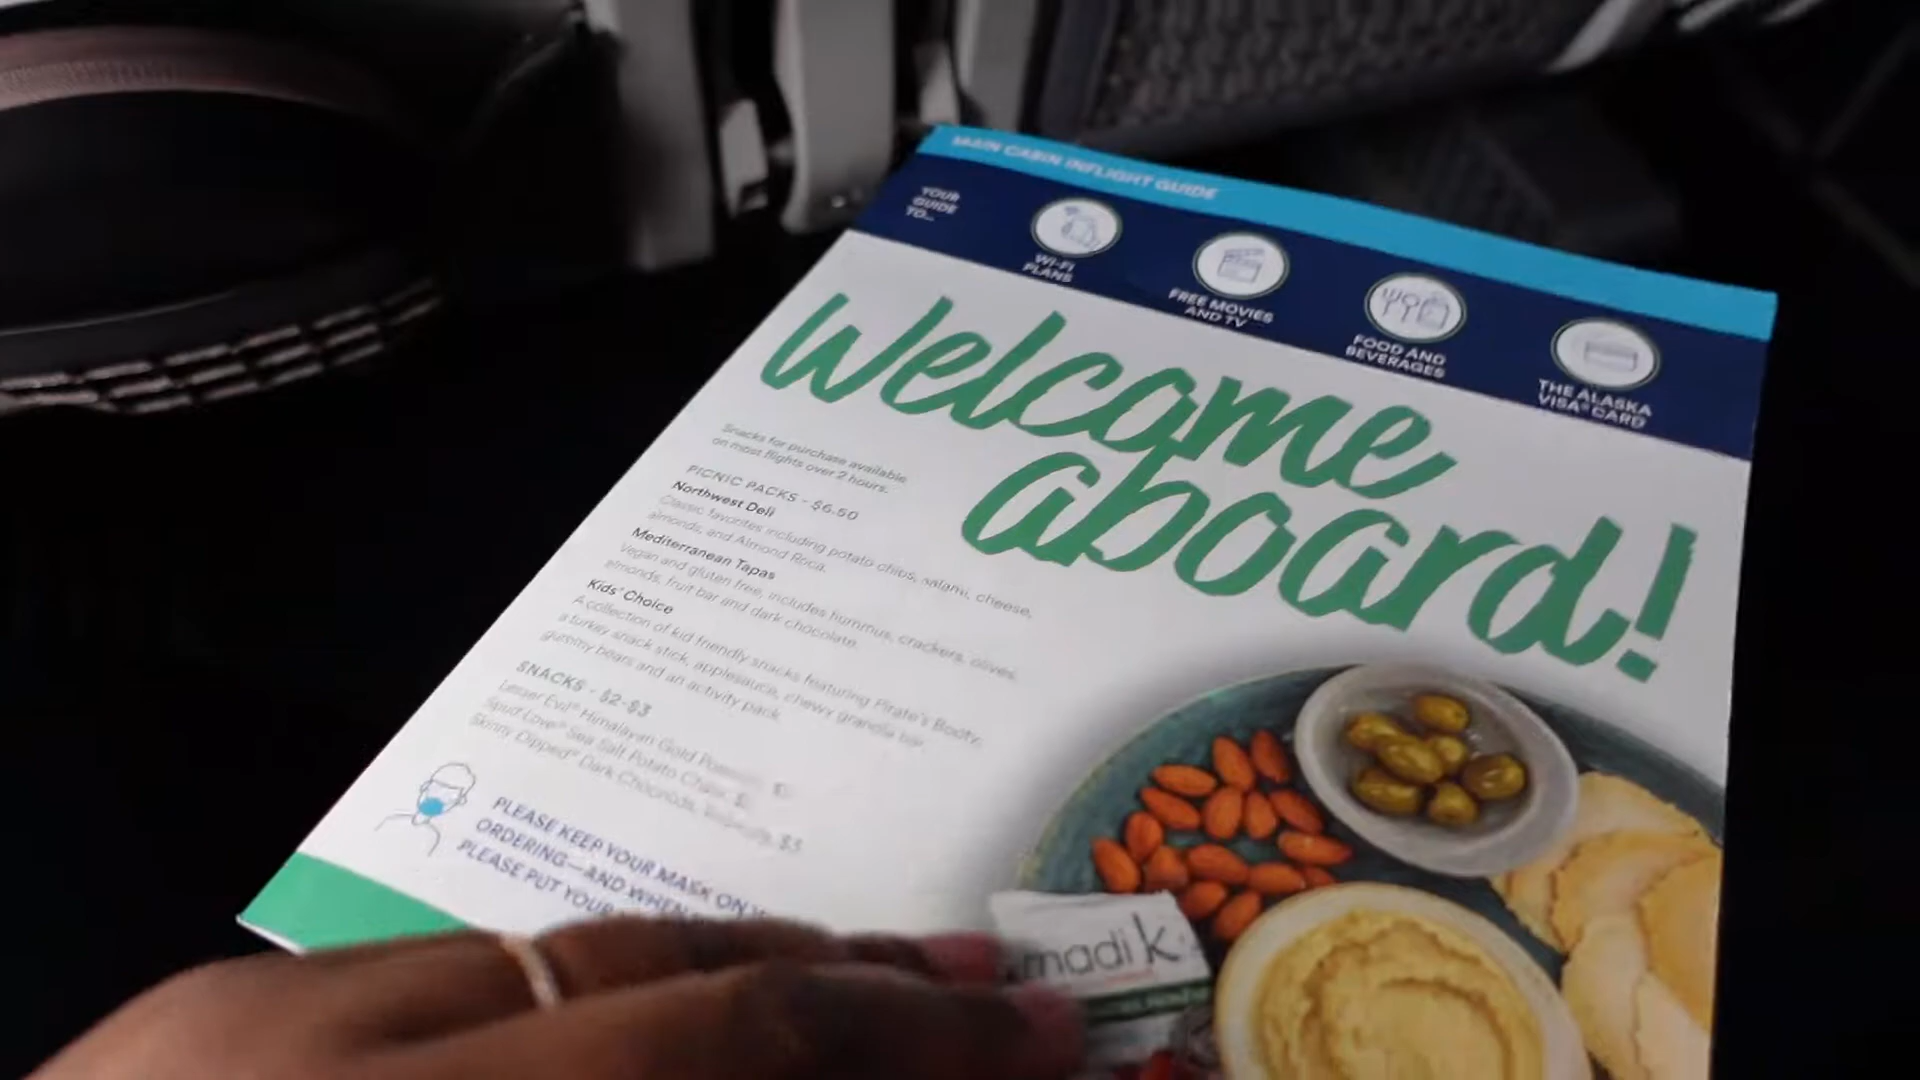 MAIN CABIN INFLIGHT GUIDE
YOUR
GUIDE
TO...
WI-FI
PLANS
FREE MOVIES
AND TV
FOOD AND
BEVERAGES
THE ALASKA
VISA® CARD
Welcome
aboard!
Snacks for purchase available
on most flights over 2 hours.
PICNIC PACKS - $6.50
Northwest Deli
Classic favorites including potato chips, salami, cheese,
almonds, and Almond Roca.
Mediterranean Tapas
Vegan and gluten free, includes hummus, crackers, olives,
almonds, fruit bar and dark chocolate.
Kids' Choice
A collection of kid friendly snacks featuring Pirate's Booty,
a turkey snack stick, applesauce, chewy granola bar,
gummy bears and an activity pack.
SNACKS - $2-$3
Lesser Evil® Himalayan Gold
Spud Love® Sea Salt Potato
Skinny Dipped® Dark Chocolate $3
PLEASE KEEP YOUR MASK ON
ORDERING—AND WHEN
PLEASE PUT YOUR
madi k